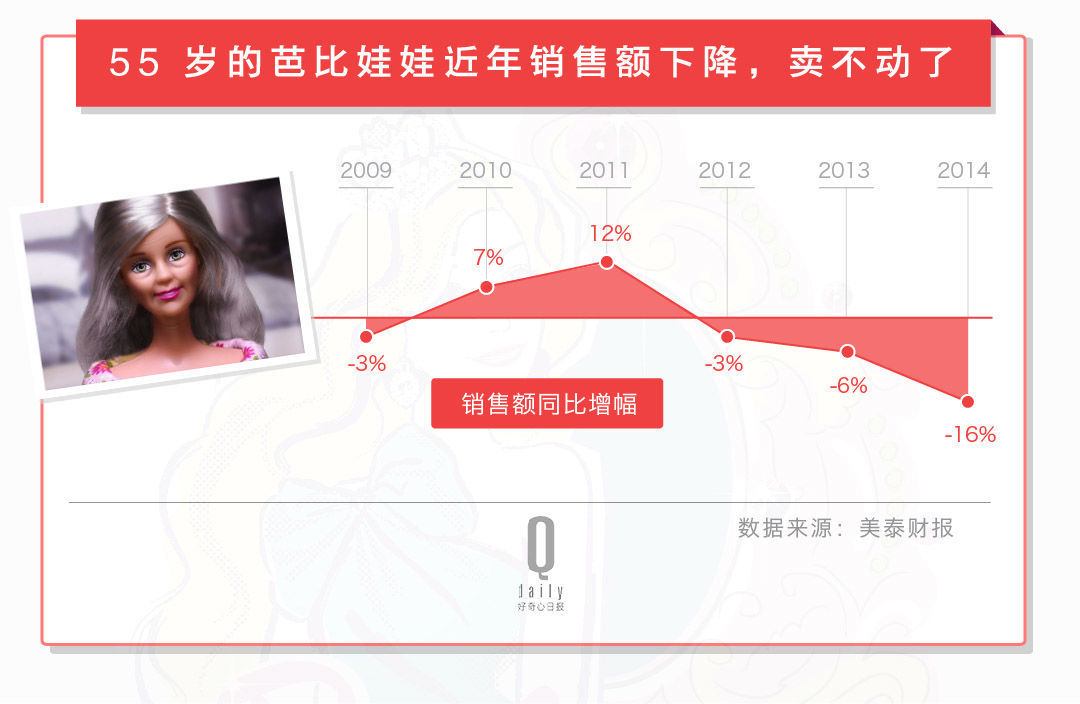 55 岁的芭比娃娃近年销售额下降，卖不动了
2009 2010 2011 2012 2013 2014
12%
7%
-3% -3%
-6%
销售额同比增幅
-16%
数据来源：美泰财报
Q
daily
好奇心日报